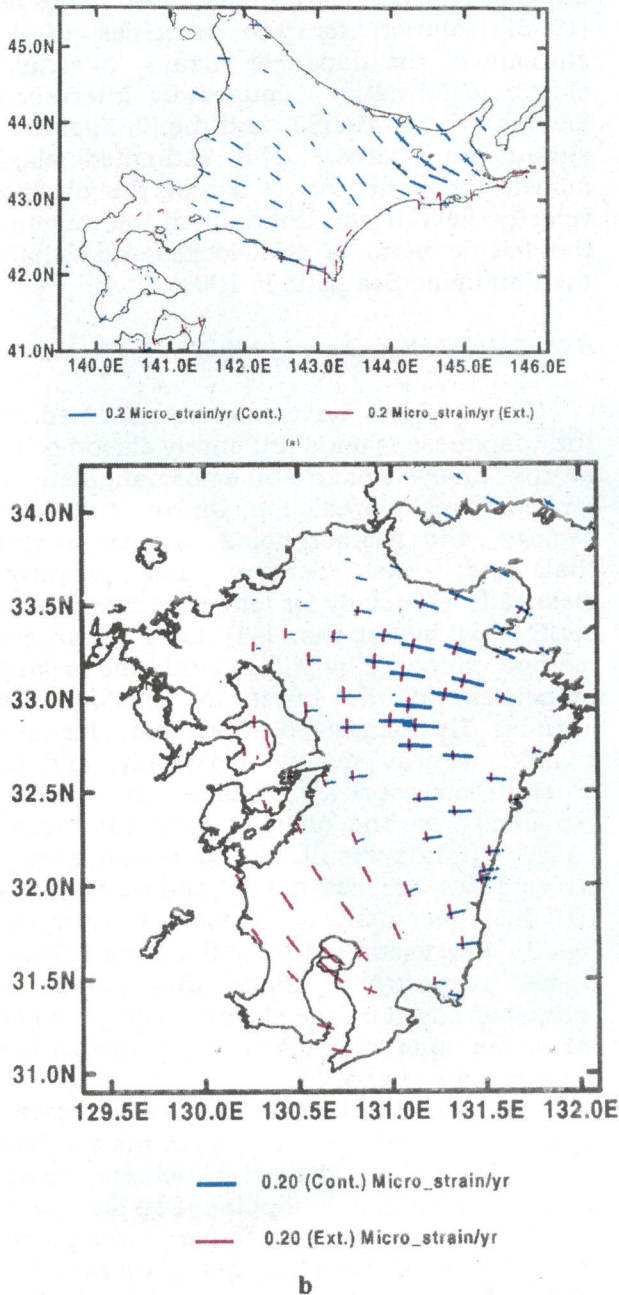 45.0N
44.0N
43.0N
42.0N
41.0N
140.0E 141.0E 142.0E 143.0E 144.0E 145.0E 146.0E
0.2 Micro_strain/yr (Cont.) 0.2 Micro_strain/yr (Ext.)
(a)
34.0N
33.5N
33.0N
32.5N
32.0N
31.5N
31.0N
129.5E 130.0E 130.5E 131.0E 131.5E 132.0E
0.20 (Cont.) Micro_strain/yr
0.20 (Ext.) Micro_strain/yr
b